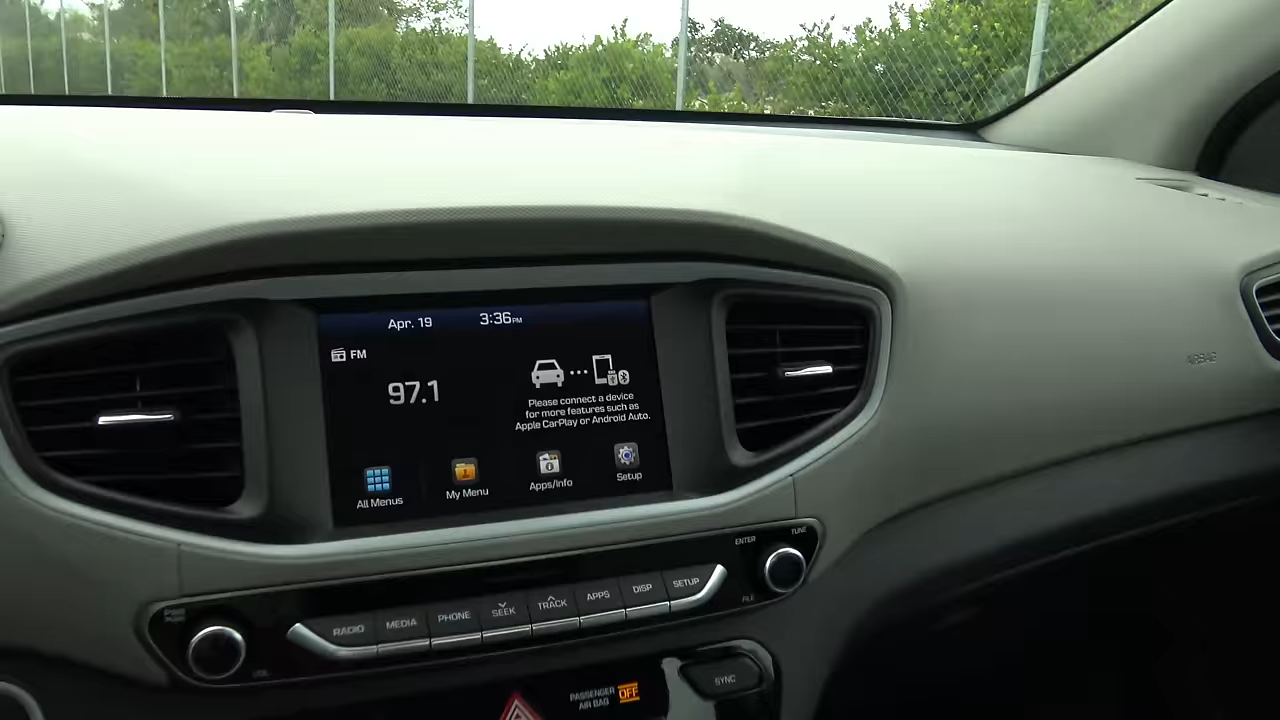 Apr. 19
3:36PM
FM
97.1
Please connect a device
for more features such as
Apple CarPlay or Android Auto.
All Menus
My Menu
Apps/Info
Setup
AIRBAG
ENTER
TUNE
FILE
RADIO
MEDIA
PHONE
SEEK
TRACK
APPS
DISP
SETUP
VOL
PASSENGER
AIR BAG
OFF
SYNC